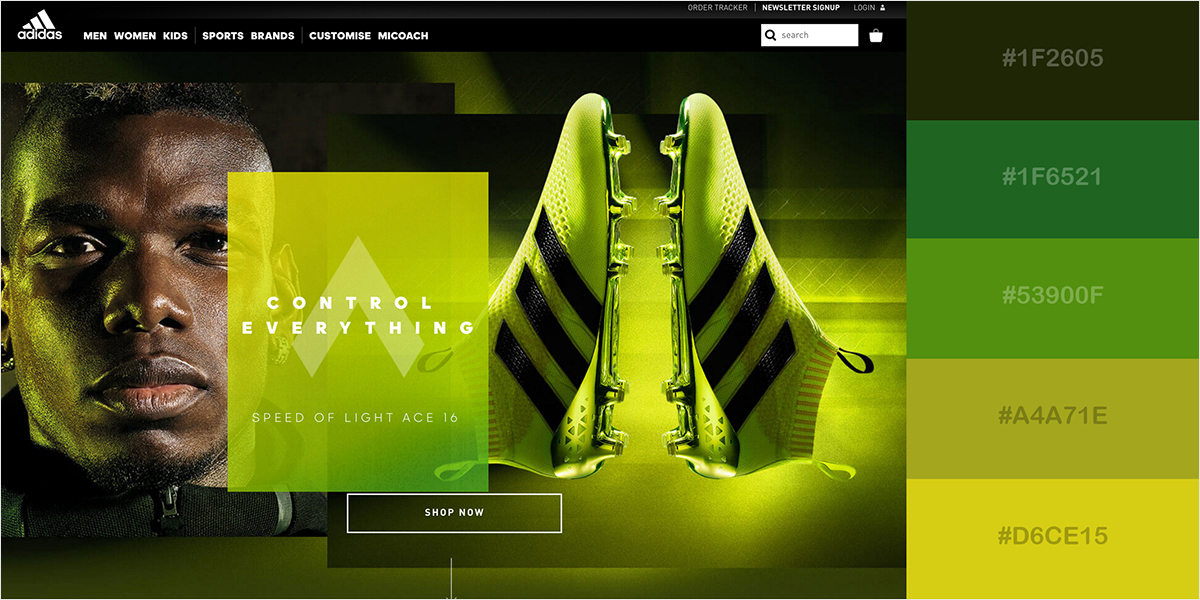 ORDER TRACKER NEWSLETTER SIGNUP LOGIN
adidas
MEN WOMEN KIDS SPORTS BRANDS CUSTOMISE MICOACH
search
CONTROL
EVERYTHING
SPEED OF LIGHT ACE 16
SHOP NOW
#1F2605
#1F6521
#53900F
#A4A71E
#D6CE15